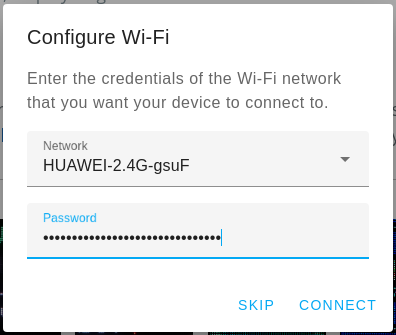 Configure Wi-Fi
Enter the credentials of the Wi-Fi network
that you want your device to connect to.
Network
HUAWEI-2.4G-gsuF
Password
•••••••••••••••••••••••••••••••
SKIP CONNECT